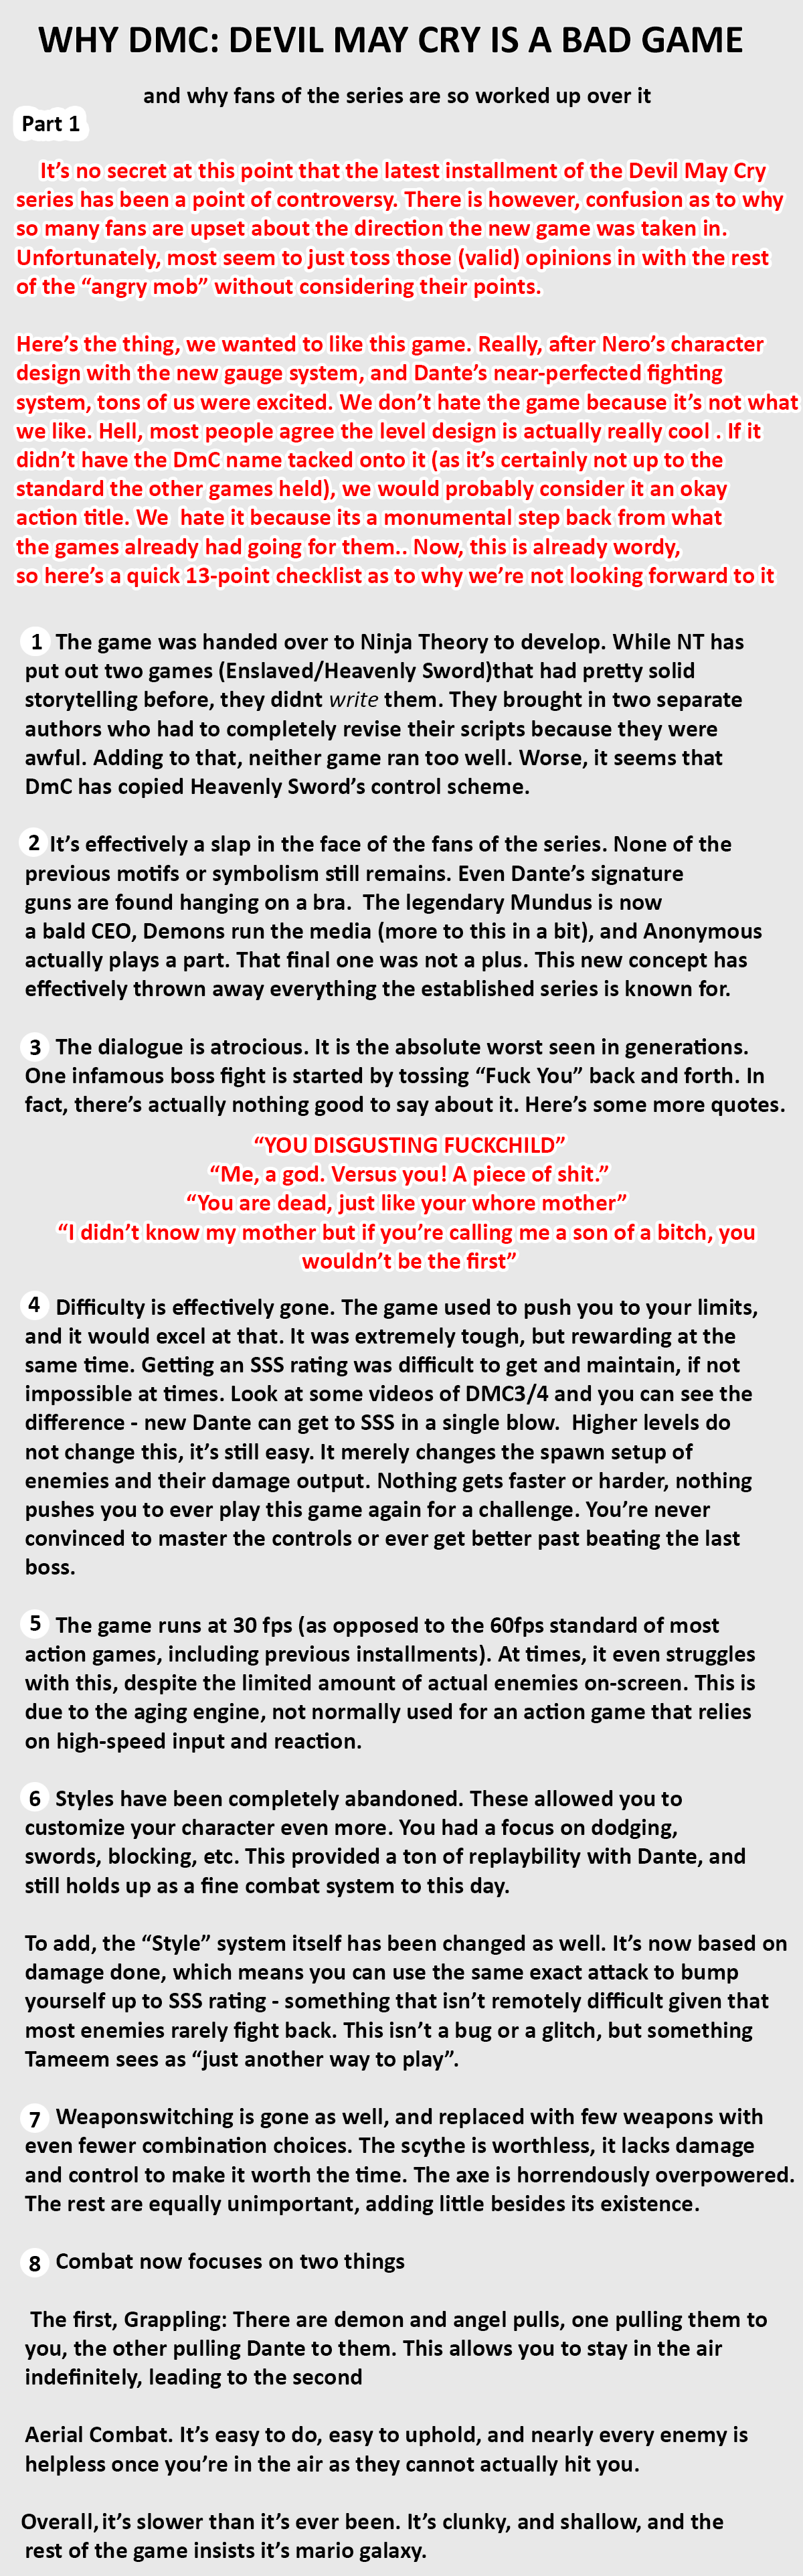 WHY DMC: DEVIL MAY CRY IS A BAD GAME
and why fans of the series are so worked up over it
Part 1
It's no secret at this point that the latest installment of the Devil May Cry
series has been a point of controversy. There is however, confusion as to why
so many fans are upset about the direction the new game was taken in.
Unfortunately, most seem to just toss those (valid) opinions in with the rest
of the “angry mob” without considering their points.
Here's the thing, we wanted to like this game. Really, after Nero's character
design with the new gauge system, and Dante's near-perfected fighting
system, tons of us were excited. We don't hate the game because it's not what
we like. Hell, most people agree the level design is actually really cool . If it
didn't have the DmC name tacked onto it (as it's certainly not up to the
standard the other games held), we would probably consider it an okay
action title. We  hate it because its a monumental step back from what
the games already had going for them.. Now, this is already wordy,
so here's a quick 13-point checklist as to why we're not looking forward to it
1 The game was handed over to Ninja Theory to develop. While NT has
put out two games (Enslaved/Heavenly Sword)that had pretty solid
storytelling before, they didnt write them. They brought in two separate
authors who had to completely revise their scripts because they were
awful. Adding to that, neither game ran too well. Worse, it seems that
DmC has copied Heavenly Sword's control scheme.
2 It's effectively a slap in the face of the fans of the series. None of the
previous motifs or symbolism still remains. Even Dante's signature
guns are found hanging on a bra.  The legendary Mundus is now
a bald CEO, Demons run the media (more to this in a bit), and Anonymous
actually plays a part. That final one was not a plus. This new concept has
effectively thrown away everything the established series is known for.
3 The dialogue is atrocious. It is the absolute worst seen in generations.
One infamous boss fight is started by tossing “Fuck You” back and forth. In
fact, there's actually nothing good to say about it. Here's some more quotes.
“YOU DISGUSTING FUCKCHILD”
“Me, a god. Versus you! A piece of shit.”
“You are dead, just like your whore mother”
“I didn't know my mother but if you're calling me a son of a bitch, you
wouldn't be the first”
4 Difficulty is effectively gone. The game used to push you to your limits,
and it would excel at that. It was extremely tough, but rewarding at the
same time. Getting an SSS rating was difficult to get and maintain, if not
impossible at times. Look at some videos of DMC3/4 and you can see the
difference - new Dante can get to SSS in a single blow.  Higher levels do
not change this, it's still easy. It merely changes the spawn setup of
enemies and their damage output. Nothing gets faster or harder, nothing
pushes you to ever play this game again for a challenge. You're never
convinced to master the controls or ever get better past beating the last
boss.
5 The game runs at 30 fps (as opposed to the 60fps standard of most
action games, including previous installments). At times, it even struggles
with this, despite the limited amount of actual enemies on-screen. This is
due to the aging engine, not normally used for an action game that relies
on high-speed input and reaction.
6 Styles have been completely abandoned. These allowed you to
customize your character even more. You had a focus on dodging,
swords, blocking, etc. This provided a ton of replaybility with Dante, and
still holds up as a fine combat system to this day.
To add, the “Style” system itself has been changed as well. It's now based on
damage done, which means you can use the same exact attack to bump
yourself up to SSS rating - something that isn't remotely difficult given that
most enemies rarely fight back. This isn't a bug or a glitch, but something
Tameem sees as “just another way to play”.
7 Weaponswitching is gone as well, and replaced with few weapons with
even fewer combination choices. The scythe is worthless, it lacks damage
and control to make it worth the time. The axe is horrendously overpowered.
The rest are equally unimportant, adding little besides its existence.
8 Combat now focuses on two things
The first, Grappling: There are demon and angel pulls, one pulling them to
you, the other pulling Dante to them. This allows you to stay in the air
indefinitely, leading to the second
Aerial Combat. It's easy to do, easy to uphold, and nearly every enemy is
helpless once you're in the air as they cannot actually hit you.
Overall, it's slower than it's ever been. It's clunky, and shallow, and the
rest of the game insists it's mario galaxy.